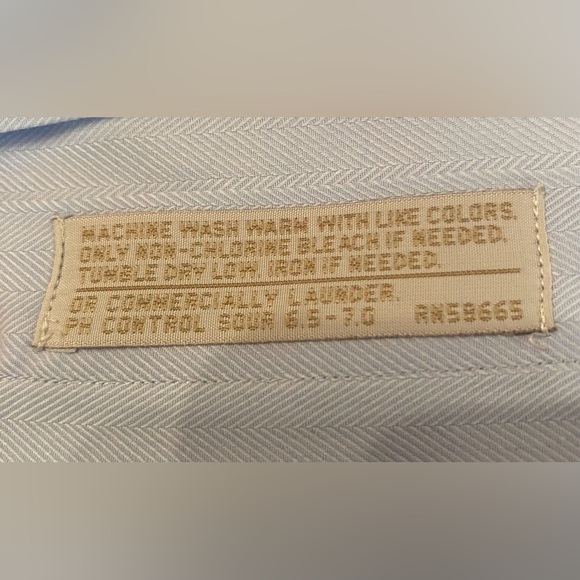 MACHINE WASH WARM WITH LIKE COLORS.
ONLY NON-CHLORINE BLEACH IF NEEDED.
TUMBLE DRY LOW. IRON IF NEEDED.
OR COMMERCIALLY LAUNDER.
PH CONTROL SOUR 6.5-7.0 RN58665